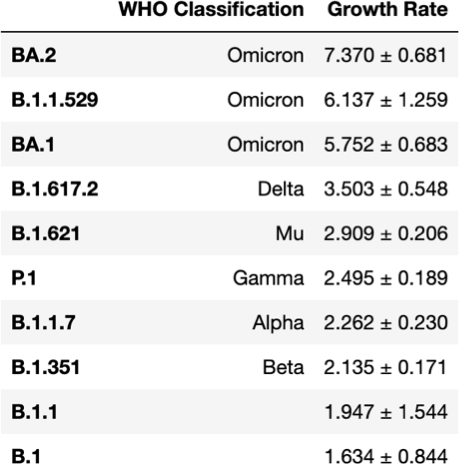 WHO Classification Growth Rate
BA.2 Omicron 7.370 ± 0.681
B.1.1.529 Omicron 6.137 ± 1.259
BA.1 Omicron 5.752 ± 0.683
B.1.617.2 Delta 3.503 ± 0.548
B.1.621 Mu 2.909 ± 0.206
P.1 Gamma 2.495 ± 0.189
B.1.1.7 Alpha 2.262 ± 0.230
B.1.351 Beta 2.135 ± 0.171
B.1.1 1.947 ± 1.544
B.1 1.634 ± 0.844